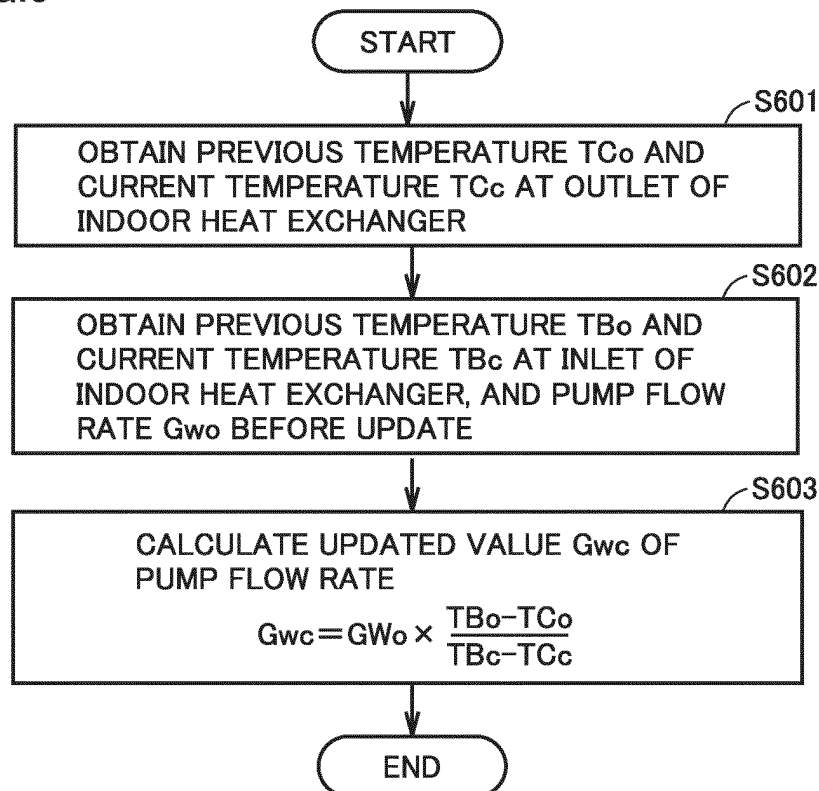 START
S601
OBTAIN PREVIOUS TEMPERATURE TCo AND
CURRENT TEMPERATURE TCc AT OUTLET OF
INDOOR HEAT EXCHANGER
S602
OBTAIN PREVIOUS TEMPERATURE TBo AND
CURRENT TEMPERATURE TBc AT INLET OF
INDOOR HEAT EXCHANGER, AND PUMP FLOW
RATE Gwo BEFORE UPDATE
S603
CALCULATE UPDATED VALUE Gwc OF
PUMP FLOW RATE
Gwc=GWo × TBo-TCo
TBc-TCc
END